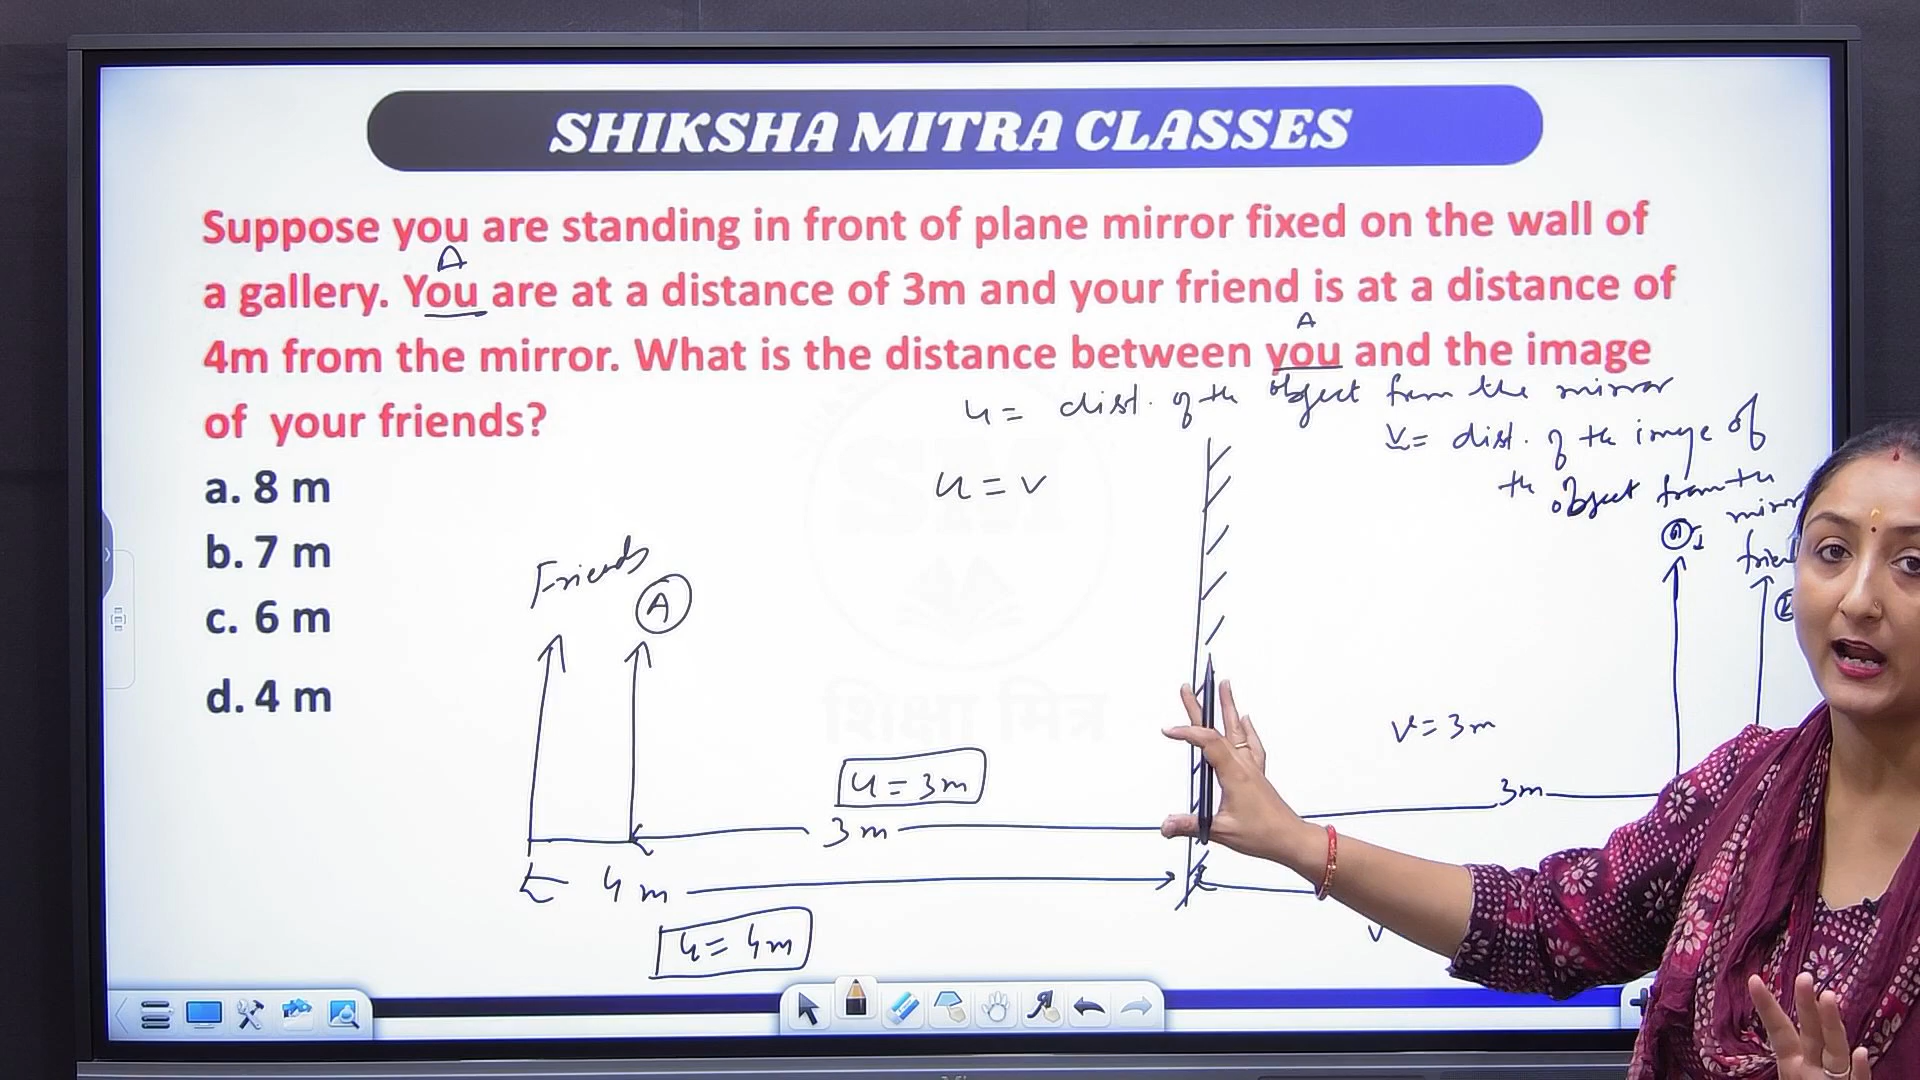 SHIKSHA MITRA CLASSES
Suppose you are standing in front of plane mirror fixed on the wall of
A
a gallery. You are at a distance of 3m and your friend is at a distance of
A
4m from the mirror. What is the distance between you and the image
of your friends?
u = dist. of the object from the mirror
v = dist. of the image of
the object from the
mirror
u = v
a. 8 m
b. 7 m
c. 6 m
d. 4 m
Friends
A
SM
शिक्षा मित्र
v = 3m
u = 3m
3m
3m
4m
u = 4m
v